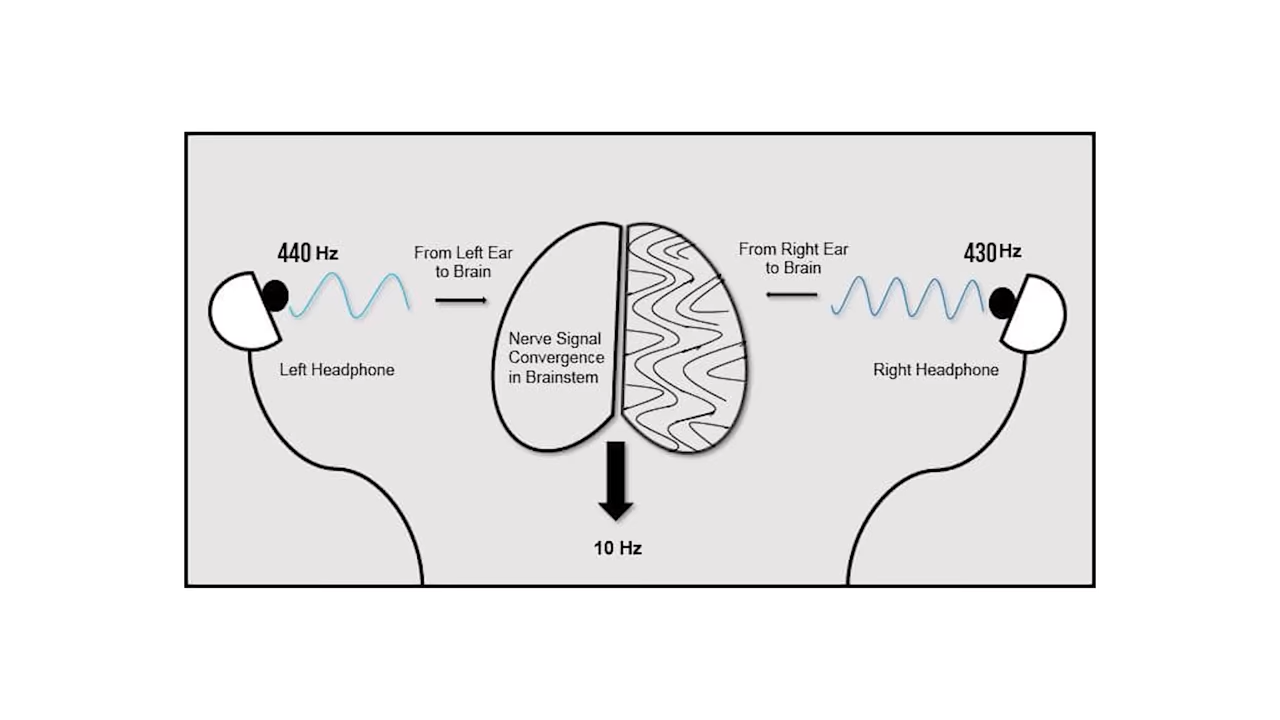 440 Hz
From Left Ear
to Brain
From Right Ear
to Brain
430 Hz
Nerve Signal
Convergence
in Brainstem
Left Headphone
Right Headphone
10 Hz